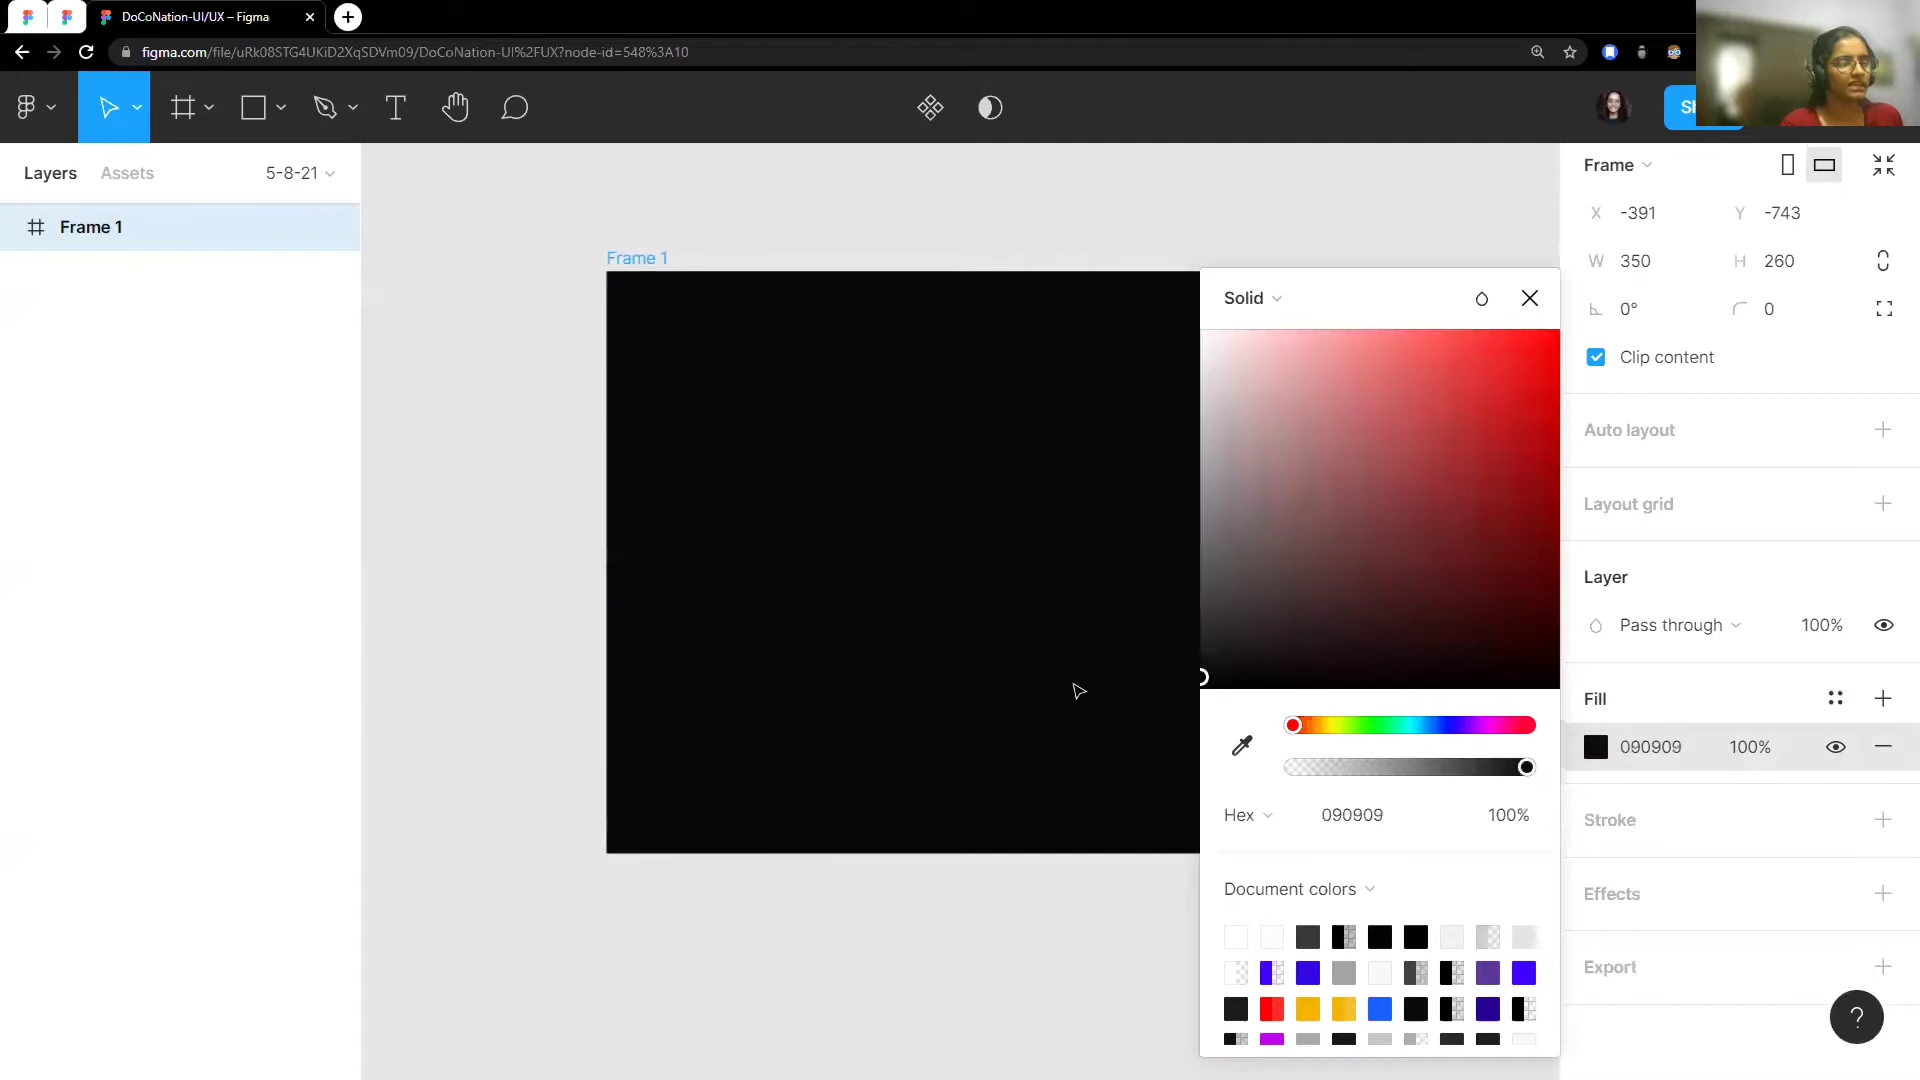 DoCoNation-UI/UX – Figma
figma.com/file/uRk08STG4UKiD2XqSDVm09/DoCoNation-UI%2FUX?node-id=548%3A10
Layers Assets 5-8-21
Frame 1
Frame 1
Solid
Hex 090909 100%
Document colors
Frame
X -391 Y -743
W 350 H 260
0° 0
Clip content
Auto layout
Layout grid
Layer
Pass through 100%
Fill
090909 100%
Stroke
Effects
Export
?